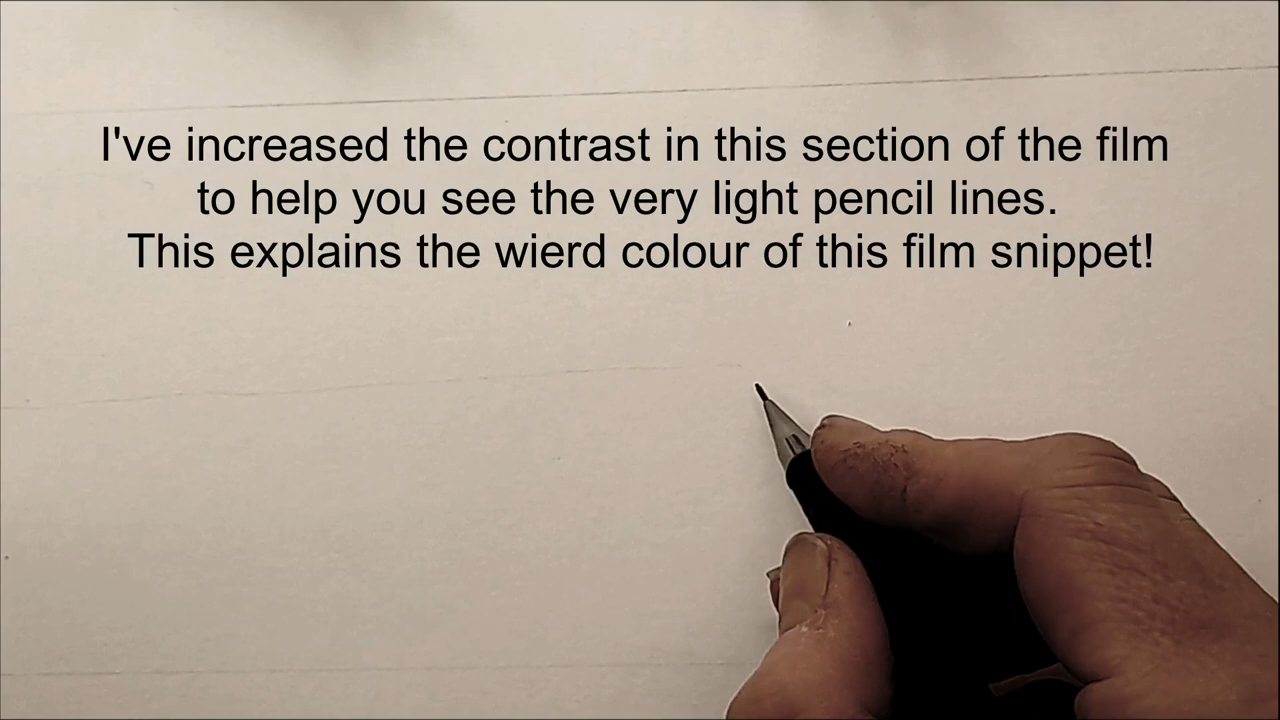 I've increased the contrast in this section of the film
to help you see the very light pencil lines.
This explains the wierd colour of this film snippet!